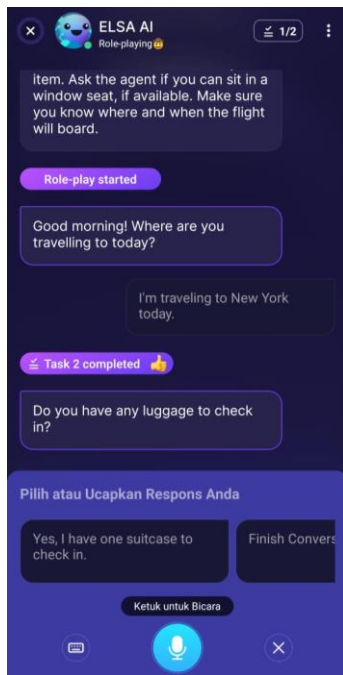 ELSA AI
Role-playing
1/2
item. Ask the agent if you can sit in a
window seat, if available. Make sure
you know where and when the flight
will board.
Role-play started
Good morning! Where are you
travelling to today?
I'm traveling to New York
today.
Task 2 completed 👍
Do you have any luggage to check
in?
Pilih atau Ucapkan Respons Anda
Yes, I have one suitcase to
check in.
Finish Convers
Ketuk untuk Bicara